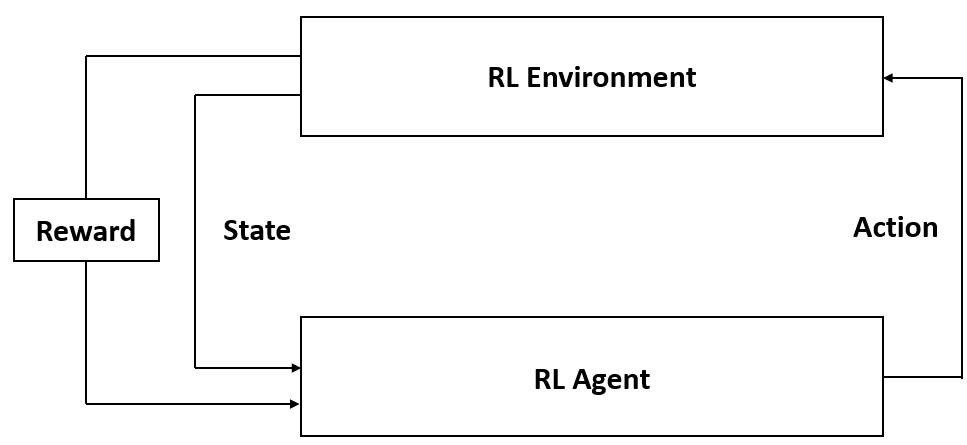 RL Environment
Reward
State
Action
RL Agent